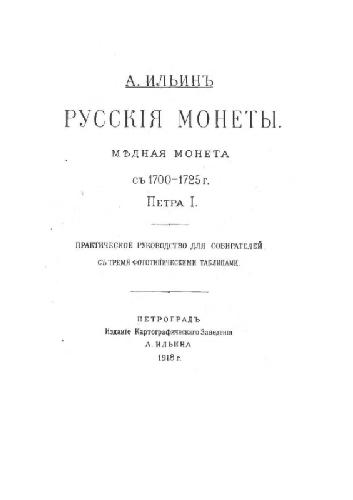 А. ИЛЬИНЪ
РУССКІЯ МОНЕТЫ.
МѢДНАЯ МОНЕТА
съ 1700-1725 г.
ПЕТРА I.
ПРАКТИЧЕСКОЕ РУКОВОДСТВО ДЛЯ СОБИРАТЕЛЕЙ
СЪ ТРЕМЯ ФОТОТИПИЧЕСКИМИ ТАБЛИЦАМИ.
ПЕТРОГРАДЪ
Изданіе Картографическаго Заведенія
А. ИЛЬИНА
1918 г.